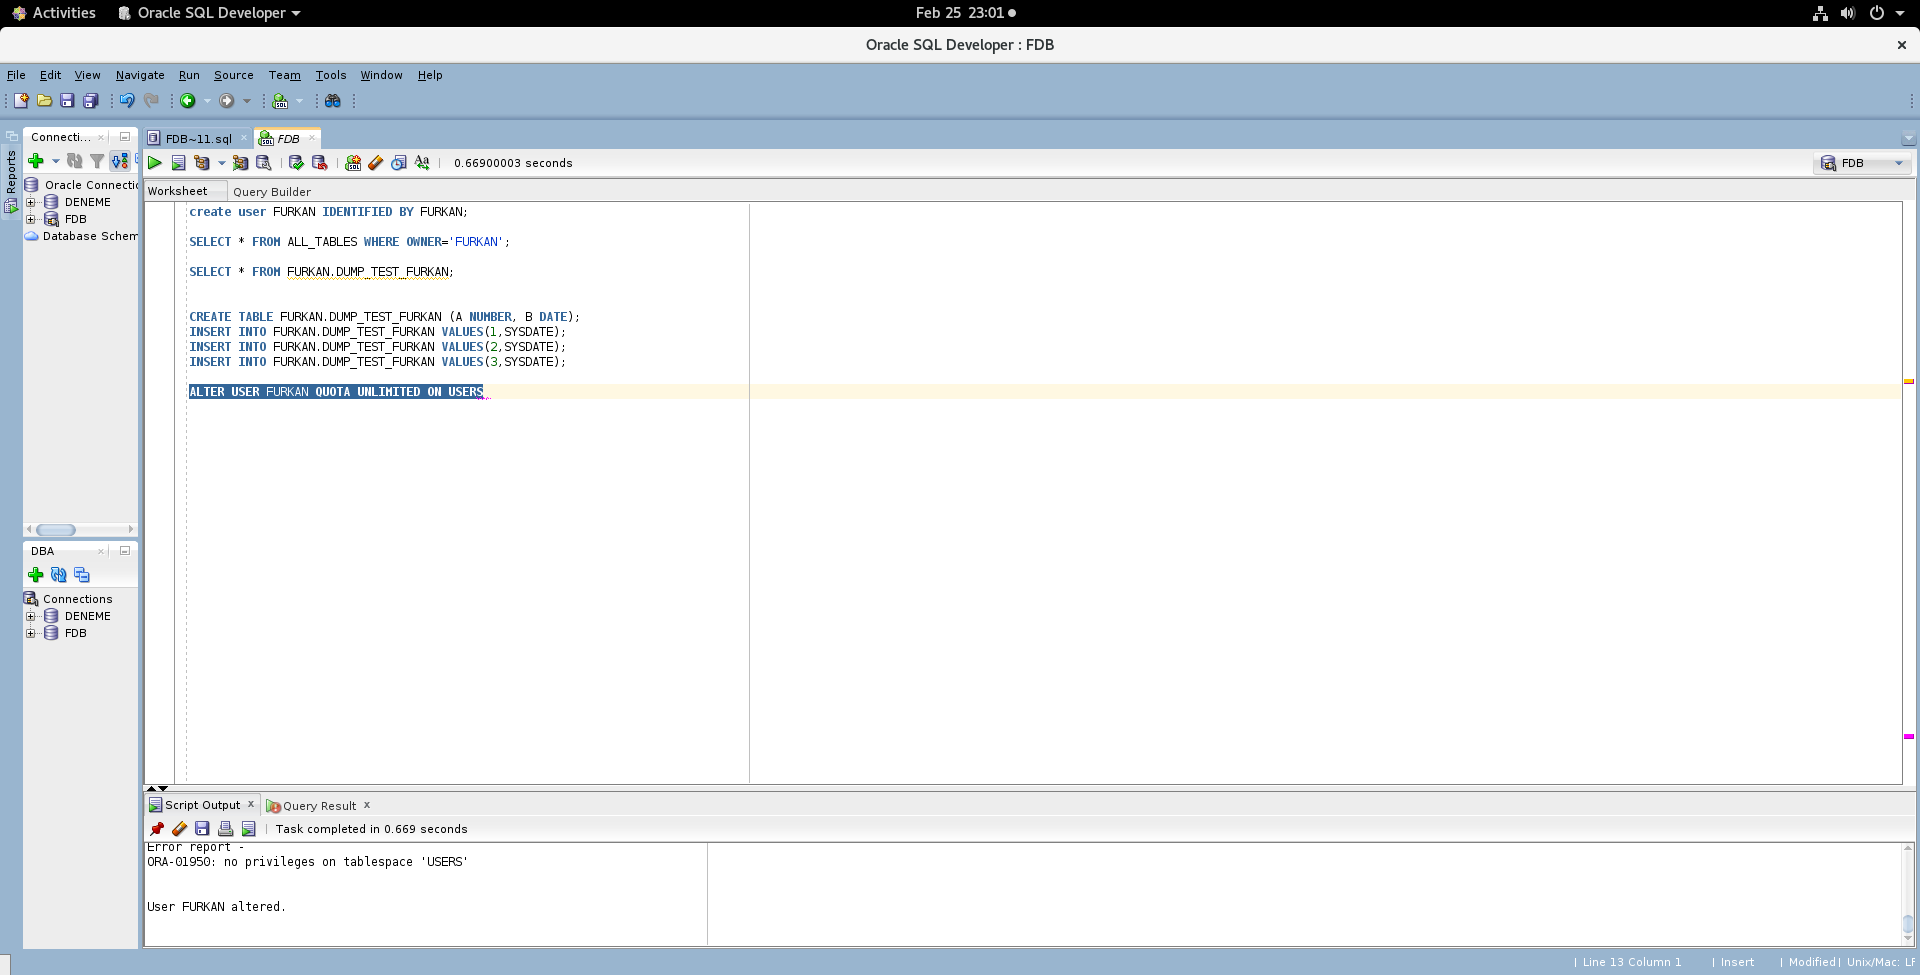 Activities Oracle SQL Developer Feb 25 23:01
Oracle SQL Developer : FDB
File Edit View Navigate Run Source Team Tools Window Help
Reports
Connecti...
Oracle Connectio
DENEME
FDB
Database Schem
DBA
Connections
DENEME
FDB
FDB~11.sql FDB
0.66900003 seconds FDB
Worksheet Query Builder
create user FURKAN IDENTIFIED BY FURKAN;
SELECT * FROM ALL_TABLES WHERE OWNER='FURKAN';
SELECT * FROM FURKAN.DUMP_TEST_FURKAN;
CREATE TABLE FURKAN.DUMP_TEST_FURKAN (A NUMBER, B DATE);
INSERT INTO FURKAN.DUMP_TEST_FURKAN VALUES(1,SYSDATE);
INSERT INTO FURKAN.DUMP_TEST_FURKAN VALUES(2,SYSDATE);
INSERT INTO FURKAN.DUMP_TEST_FURKAN VALUES(3,SYSDATE);
ALTER USER FURKAN QUOTA UNLIMITED ON USERS
Script Output Query Result
Task completed in 0.669 seconds
Error report -
ORA-01950: no privileges on tablespace 'USERS'
User FURKAN altered.
| Line 13 Column 1 | Insert | Modified| Unix/Mac: LF